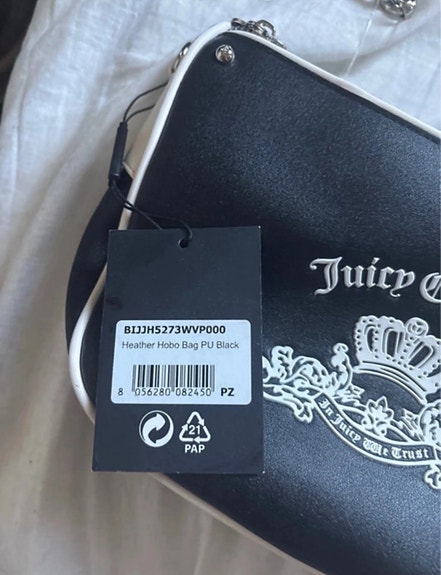 Juicy C
In Juicy We Trust
BIJJH5273WVP000
Heather Hobo Bag PU Black
8 056280 082450 PZ
21
PAP